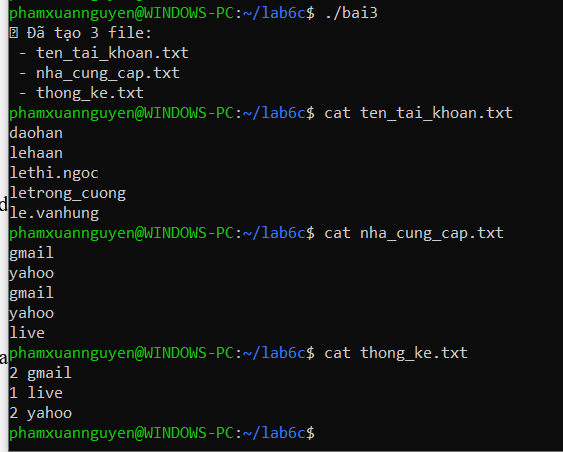 phamxuannguyen@WINDOWS-PC:~/lab6c$ ./bai3
Đã tạo 3 file:
- ten_tai_khoan.txt
- nha_cung_cap.txt
- thong_ke.txt
phamxuannguyen@WINDOWS-PC:~/lab6c$ cat ten_tai_khoan.txt
daohan
lehaan
lethi.ngoc
letrong_cuong
le.vanhung
phamxuannguyen@WINDOWS-PC:~/lab6c$ cat nha_cung_cap.txt
gmail
yahoo
gmail
yahoo
live
phamxuannguyen@WINDOWS-PC:~/lab6c$ cat thong_ke.txt
2 gmail
1 live
2 yahoo
phamxuannguyen@WINDOWS-PC:~/lab6c$